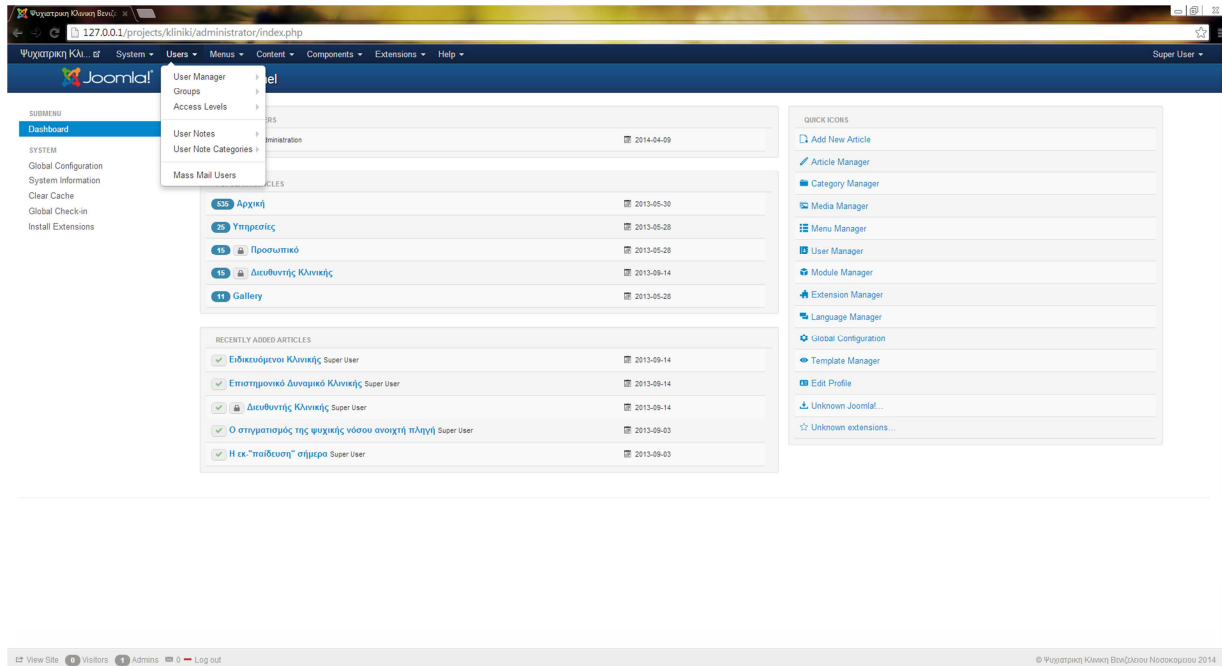 Ψυχιατρικη Κλινικη Βενιζε
127.0.0.1/projects/kliniki/administrator/index.php
Ψυχιατρικη Κλι... System Users Menus Content Components Extensions Help Super User
Joomla!
User Manager
Groups
Access Levels
User Notes
User Note Categories
Mass Mail Users
SUBMENU
Dashboard
SYSTEM
Global Configuration
System Information
Clear Cache
Global Check-in
Install Extensions
2014-04-09
535 Αρχική 2013-05-30
25 Υπηρεσίες 2013-05-28
15 Προσωπικό 2013-05-28
15 Διευθυντής Κλινικής 2013-09-14
11 Gallery 2013-05-28
RECENTLY ADDED ARTICLES
Ειδικευόμενοι Κλινικής Super User 2013-09-14
Επιστημονικό Δυναμικό Κλινικής Super User 2013-09-14
Διευθυντής Κλινικής Super User 2013-09-14
Ο στιγματισμός της ψυχικής νόσου ανοιχτή πληγή Super User 2013-09-03
Η εκ-"παίδευση" σήμερα Super User 2013-09-03
QUICK ICONS
Add New Article
Article Manager
Category Manager
Media Manager
Menu Manager
User Manager
Module Manager
Extension Manager
Language Manager
Global Configuration
Template Manager
Edit Profile
Unknown Joomla!...
Unknown extensions...
View Site 0 Visitors 1 Admins 0 Log out
© Ψυχιατρικη Κλινικη Βενιζελειου Νοσοκομειου 2014